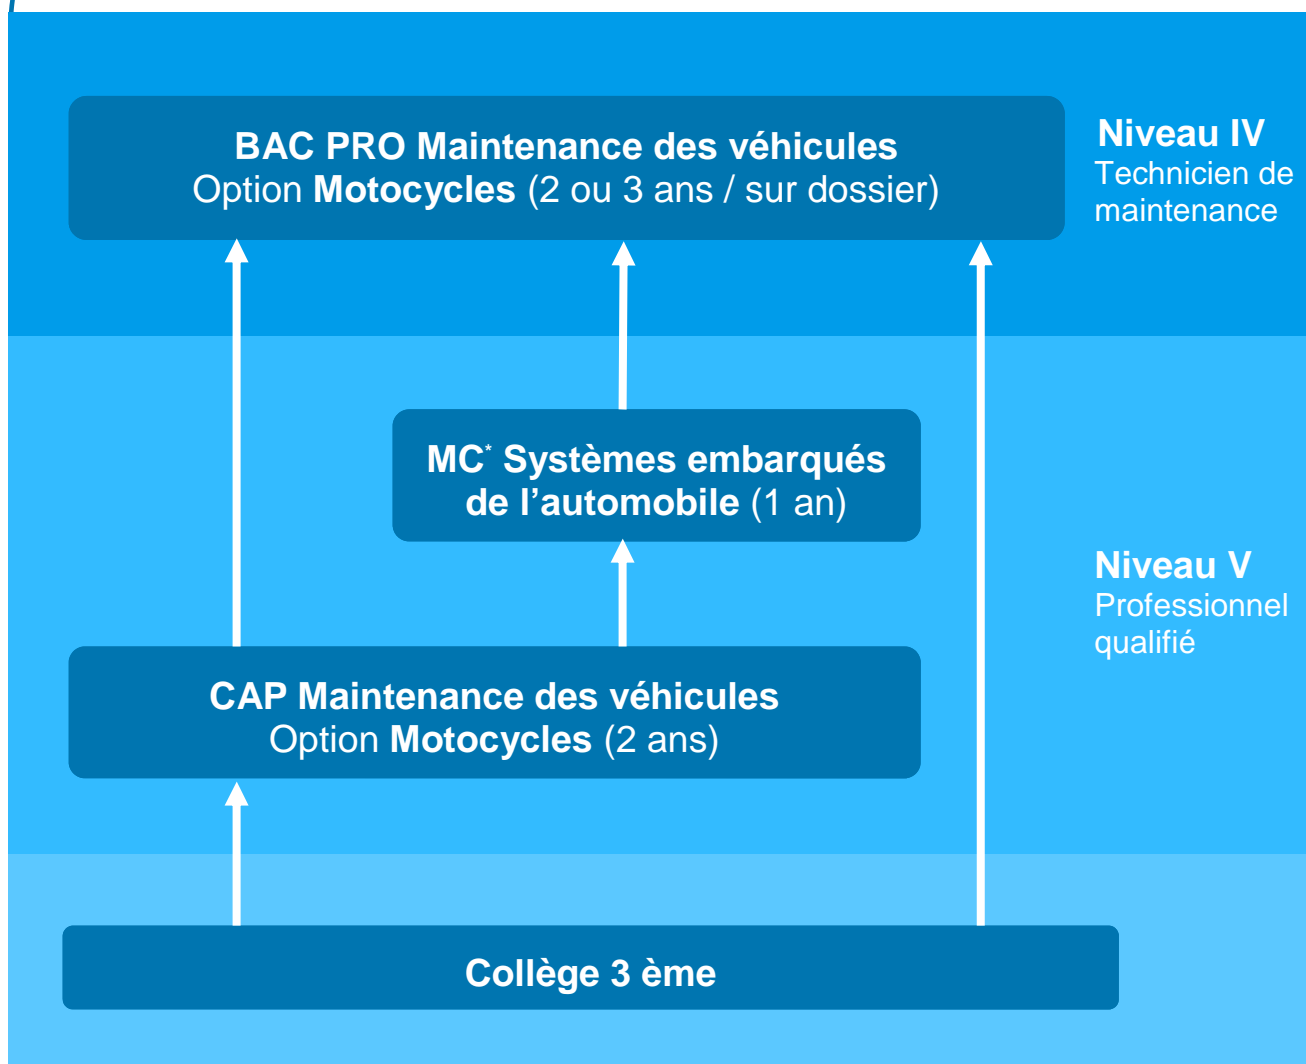 BAC PRO Maintenance des véhicules
Option Motocycles (2 ou 3 ans / sur dossier)
Niveau IV
Technicien de
maintenance
MC* Systèmes embarqués
de l’automobile (1 an)
Niveau V
Professionnel
qualifié
CAP Maintenance des véhicules
Option Motocycles (2 ans)
Collège 3 ème